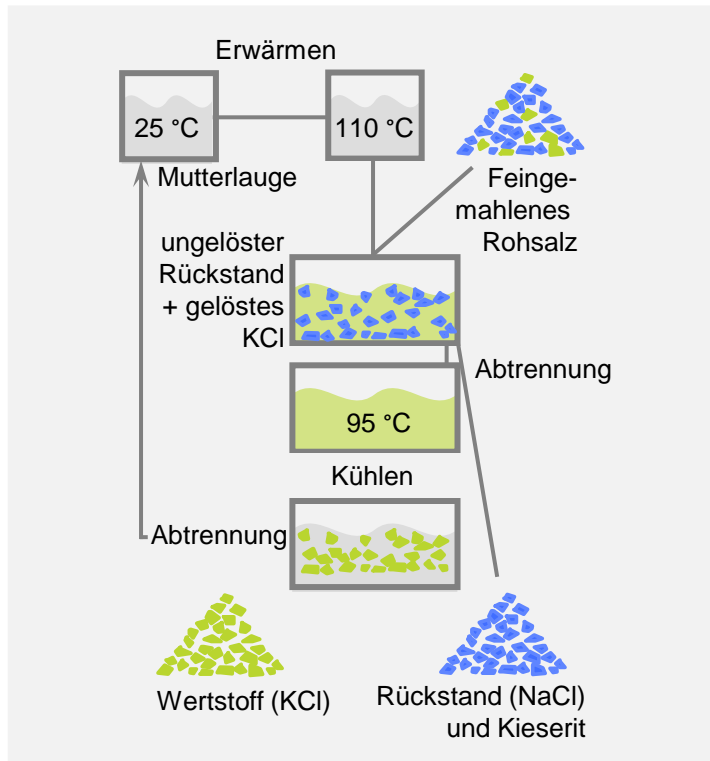 Erwärmen
25 °C
110 °C
Mutterlauge
Feinge-
mahlenes
Rohsalz
ungelöster
Rückstand
+ gelöstes
KCl
Abtrennung
95 °C
Kühlen
Abtrennung
Wertstoff (KCl)
Rückstand (NaCl)
und Kieserit